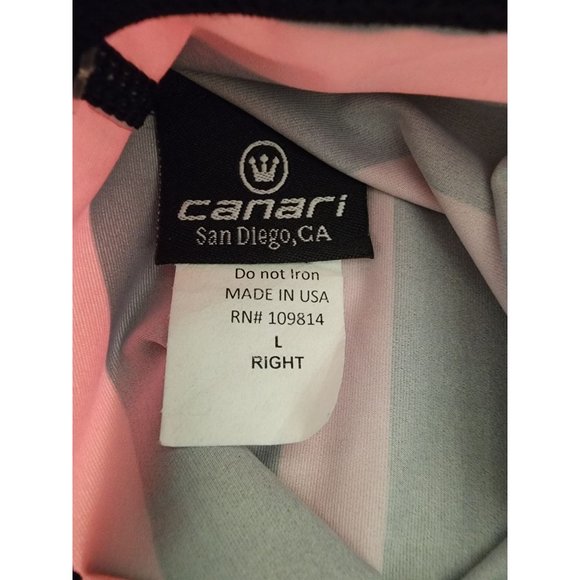 canari
San Diego,CA
Do not Iron
MADE IN USA
RN# 109814
L
RIGHT